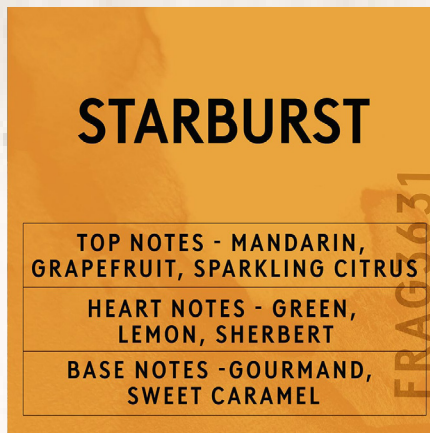 STARBURST
TOP NOTES - MANDARIN,
GRAPEFRUIT, SPARKLING CITRUS
HEART NOTES - GREEN,
LEMON, SHERBERT
BASE NOTES -GOURMAND,
SWEET CARAMEL
FRAG3631